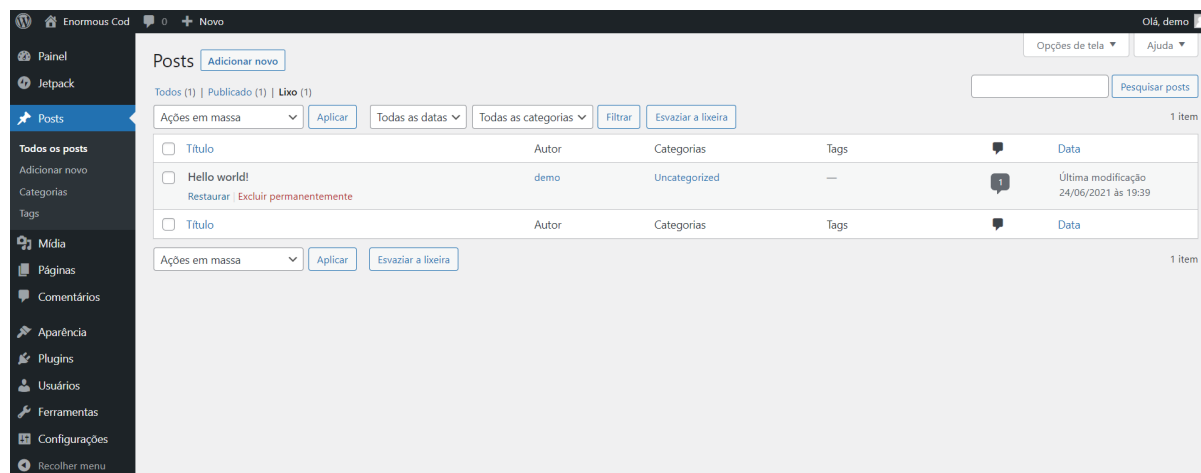 Enormous Cod 0 Novo Olá, demo
Painel
Jetpack
Posts
Todos os posts
Adicionar novo
Categorias
Tags
Mídia
Páginas
Comentários
Aparência
Plugins
Usuários
Ferramentas
Configurações
Recolher menu
Opções de tela Ajuda
Posts Adicionar novo
Todos (1) | Publicado (1) | Lixo (1)
Pesquisar posts
Ações em massa Aplicar Todas as datas Todas as categorias Filtrar Esvaziar a lixeira 1 item
Título Autor Categorias Tags Data
Hello world! demo Uncategorized — 1 Última modificação
Restaurar | Excluir permanentemente 24/06/2021 às 19:39
Título Autor Categorias Tags Data
Ações em massa Aplicar Esvaziar a lixeira 1 item